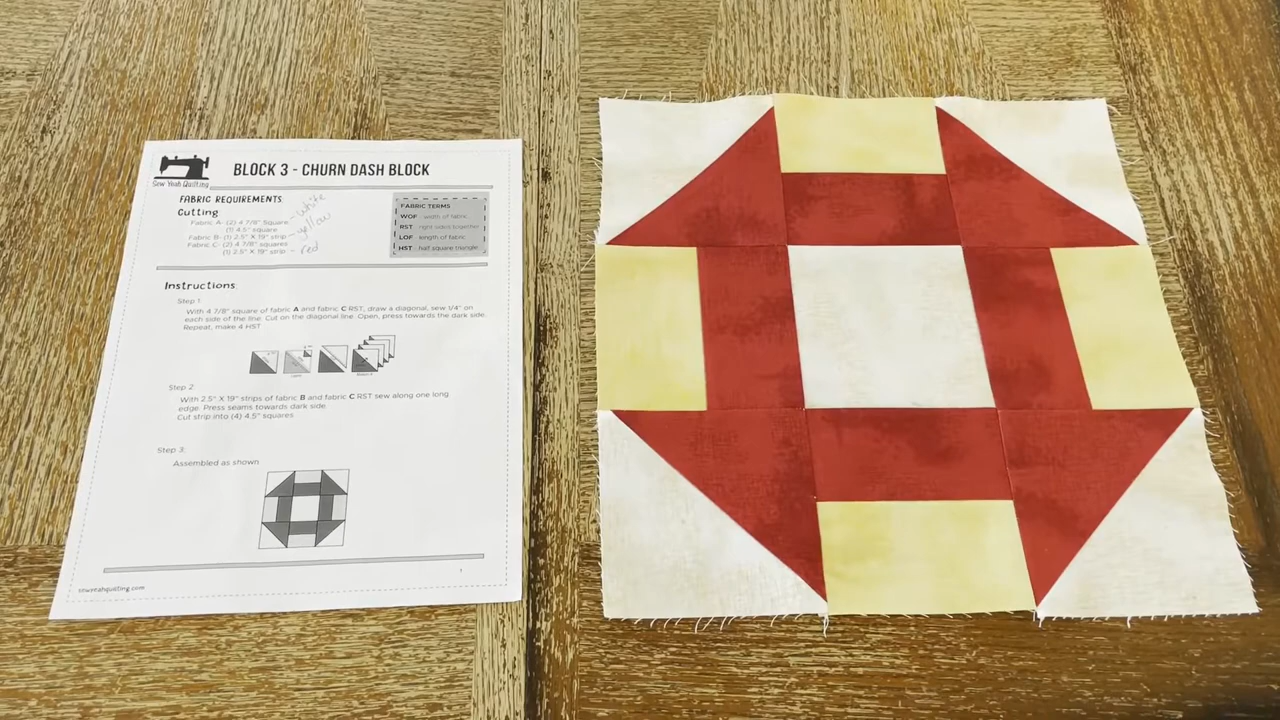 BLOCK 3 - CHURN DASH BLOCK
Sew Yeah Quilting
FABRIC REQUIREMENTS:
Cutting
Fabric A- (2) 4 7/8" Square - white
(1) 4.5" square
Fabric B- (1) 2.5" X 19" strip - yellow
Fabric C- (2) 4 7/8" squares
(1) 2.5" X 19" strip - red
FABRIC TERMS
WOF - width of fabric
RST - right sides together
LOF - length of fabric
HST - half square triangle
Instructions:
Step 1:
With 4 7/8" square of fabric A and fabric C RST, draw a diagonal, sew 1/4" on
each side of the line. Cut on the diagonal line. Open, press towards the dark side.
Repeat, make 4 HST
Step 2:
With 2.5" X 19" strips of fabric B and fabric C RST sew along one long
edge. Press seams towards dark side.
Cut strip into (4) 4.5" squares
Step 3:
Assembled as shown
1
sewyeahquilting.com